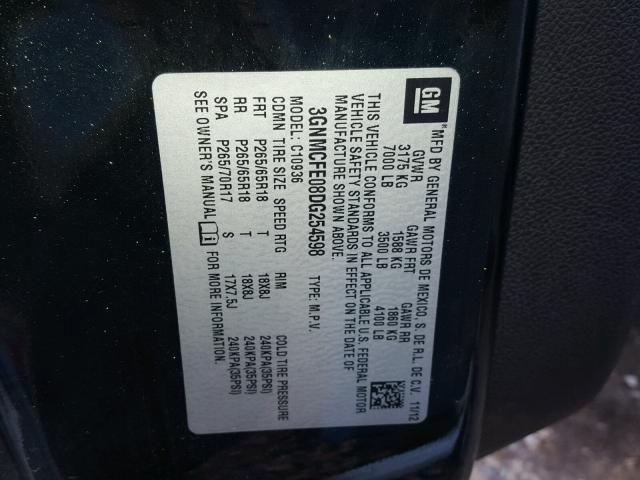 GM
MFD BY GENERAL MOTORS DE MEXICO S. DE R.L. DE C.V. 11/12
GVWR GAWR FRT GAWR RR
3175 KG 1588 KG 1860 KG
7000 LB 3500 LB 4100 LB
THIS VEHICLE CONFORMS TO ALL APPLICABLE U.S. FEDERAL MOTOR
VEHICLE SAFETY STANDARDS IN EFFECT ON THE DATE OF
MANUFACTURE SHOWN ABOVE.
3GNMCFE08DG254598 TYPE: M.P.V.
MODEL: C10936
CDMN TIRE SIZE SPEED RTG RIM COLD TIRE PRESSURE
FRT P265/65R18 T 18X8J 240KPA(35PSI)
RR P265/65R18 T 18X8J 240KPA(35PSI)
SPA P265/70R17 S 17X7.5J 240KPA(35PSI)
SEE OWNER'S MANUAL FOR MORE INFORMATION.